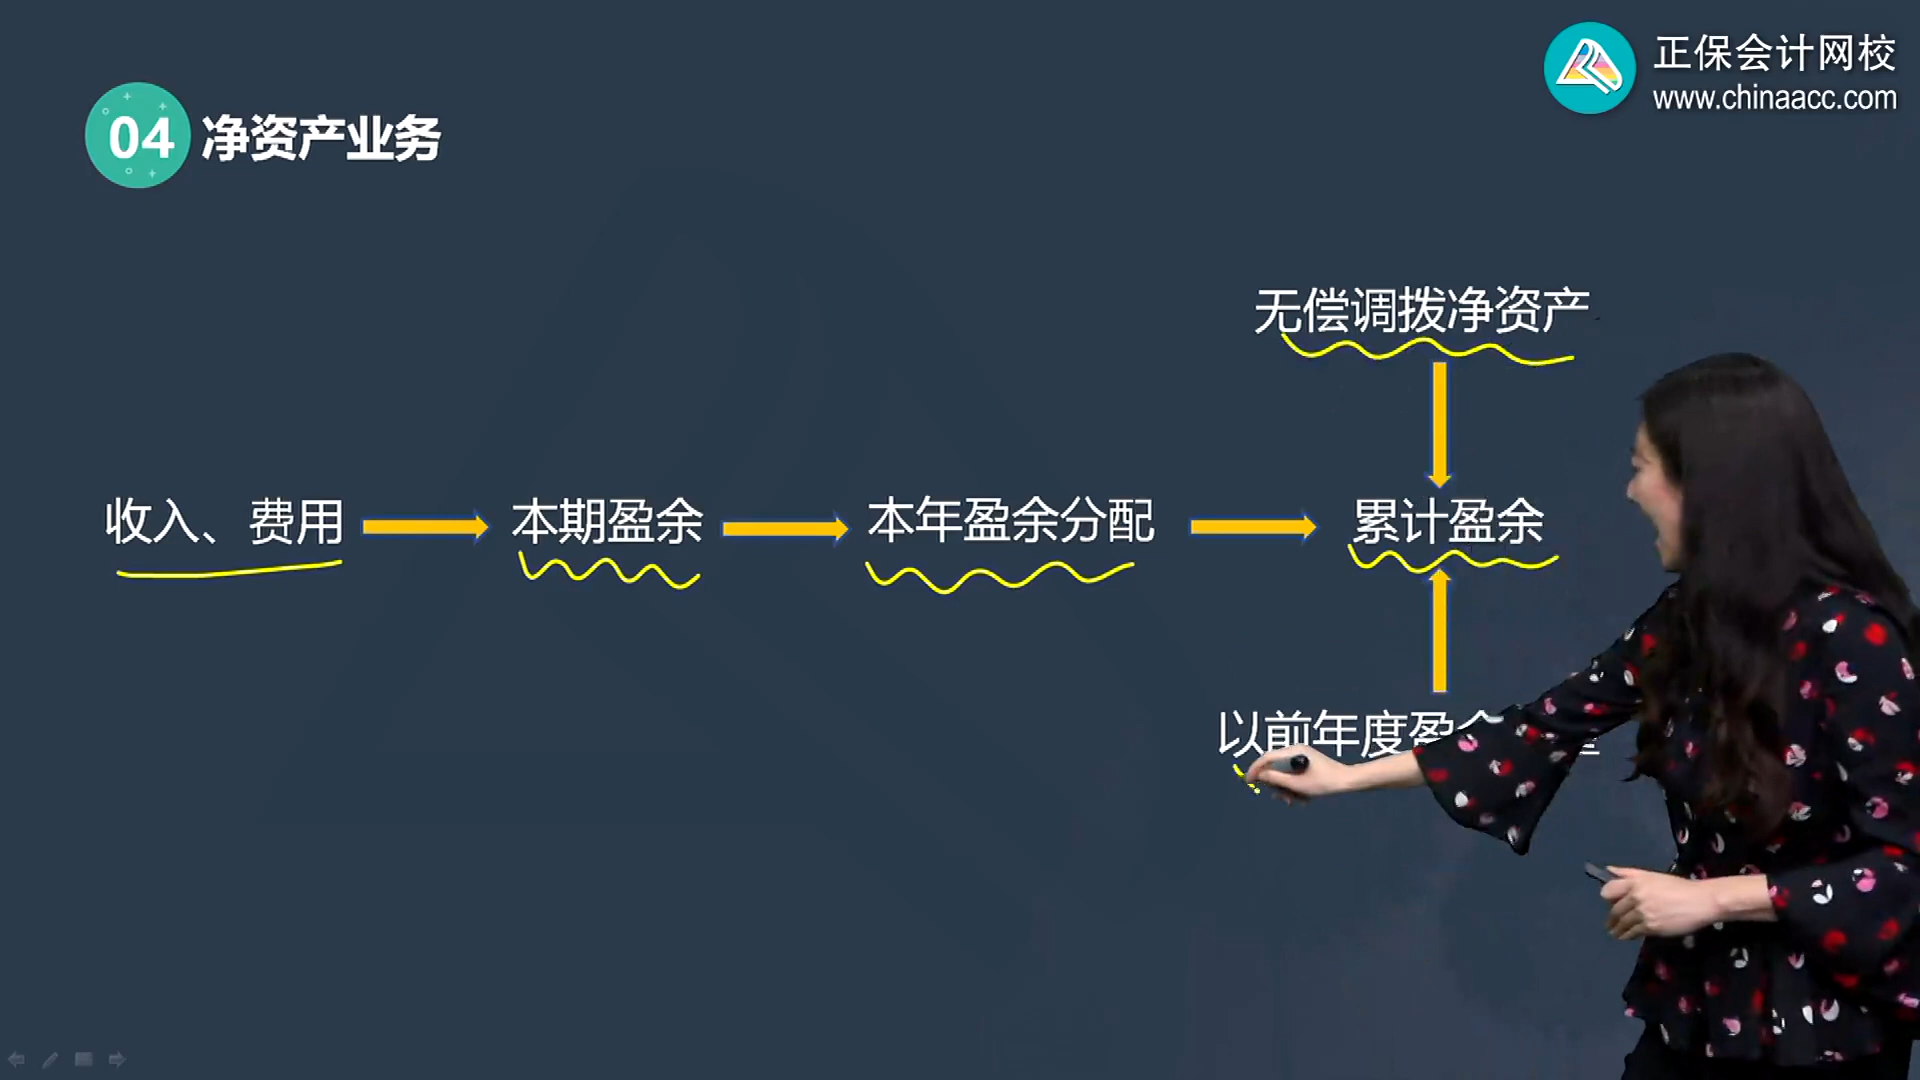 正保会计网校
www.chinaacc.com
04 净资产业务
无偿调拨净资产
收入、费用 本期盈余 本年盈余分配 累计盈余
以前年度盈余